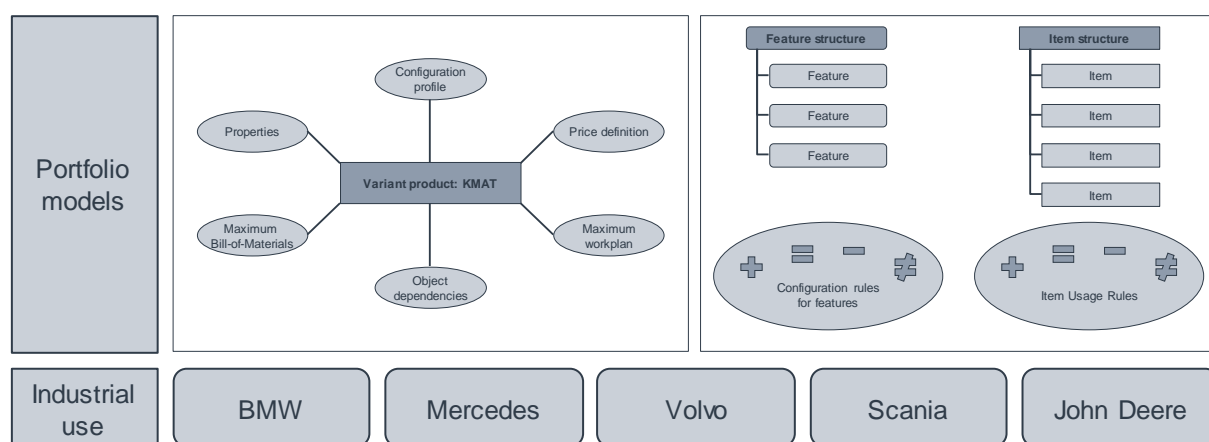 Portfolio
models
Configuration
profile
Properties
Price definition
Variant product: KMAT
Maximum
Bill-of-Materials
Maximum
workplan
Object
dependencies
Feature structure
Feature
Feature
Feature
Item structure
Item
Item
Item
Item
+ = - ≠
Configuration rules
for features
+ = - ≠
Item Usage Rules
Industrial
use
BMW
Mercedes
Volvo
Scania
John Deere